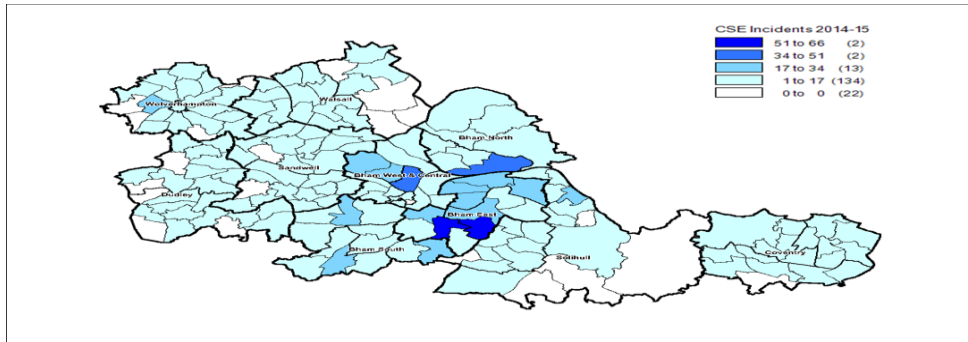 CSE Incidents 2014-15
51 to 66 (2)
34 to 51 (2)
17 to 34 (13)
1 to 17 (134)
0 to 0 (22)
Wolverhampton
Walsall
Bham North
Sandwell
Bham West & Central
Dudley
Bham East
Bham South
Solihull
Coventry